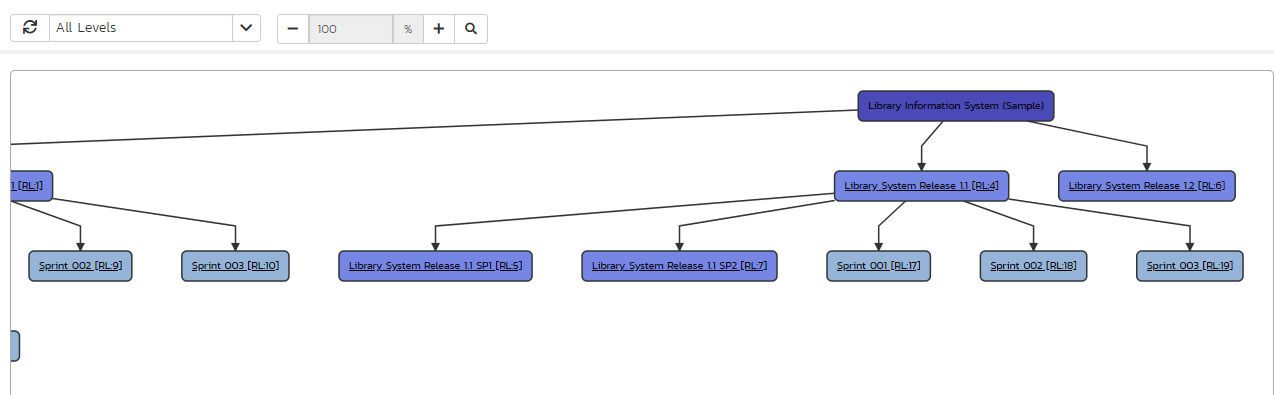 All Levels
100 %
Library Information System (Sample)
1 [RL:1]
Library System Release 1.1 [RL:4]
Library System Release 1.2 [RL:6]
Sprint 002 [RL:9]
Sprint 003 [RL:10]
Library System Release 1.1 SP1 [RL:5]
Library System Release 1.1 SP2 [RL:7]
Sprint 001 [RL:17]
Sprint 002 [RL:18]
Sprint 003 [RL:19]